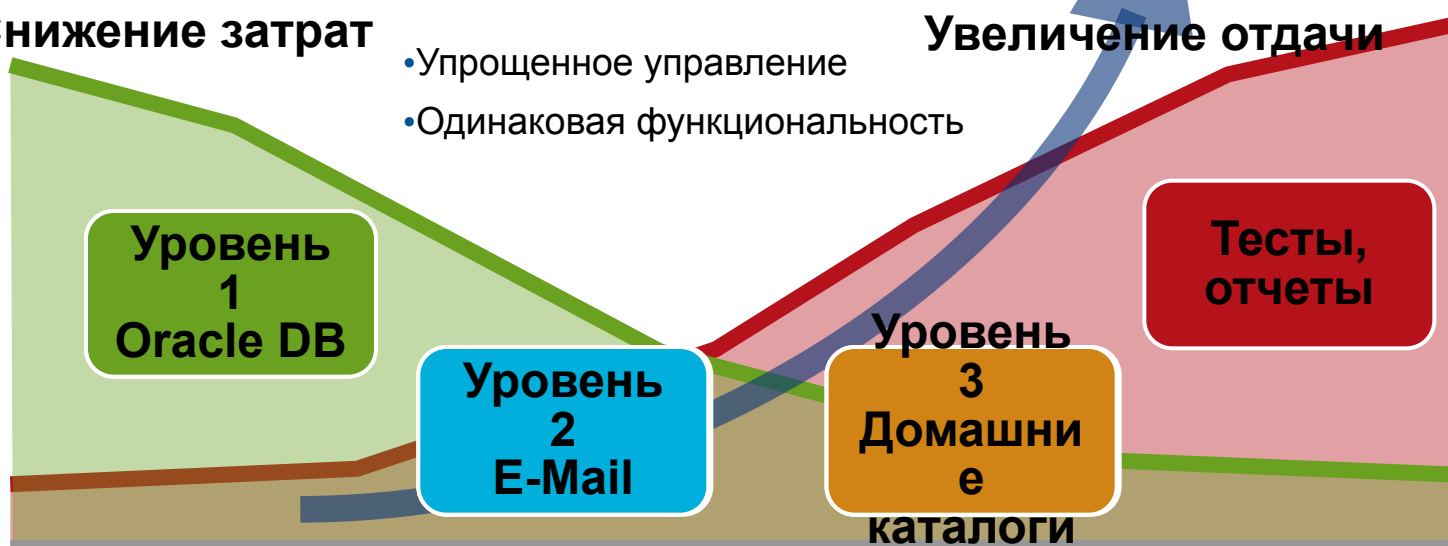 нижение затрат
Увеличение отдачи
•Упрощенное управление
•Одинаковая функциональность
Уровень
1
Oracle DB
Уровень
2
E-Mail
Уровень
3
Домашни
е
каталоги
Тесты,
отчеты